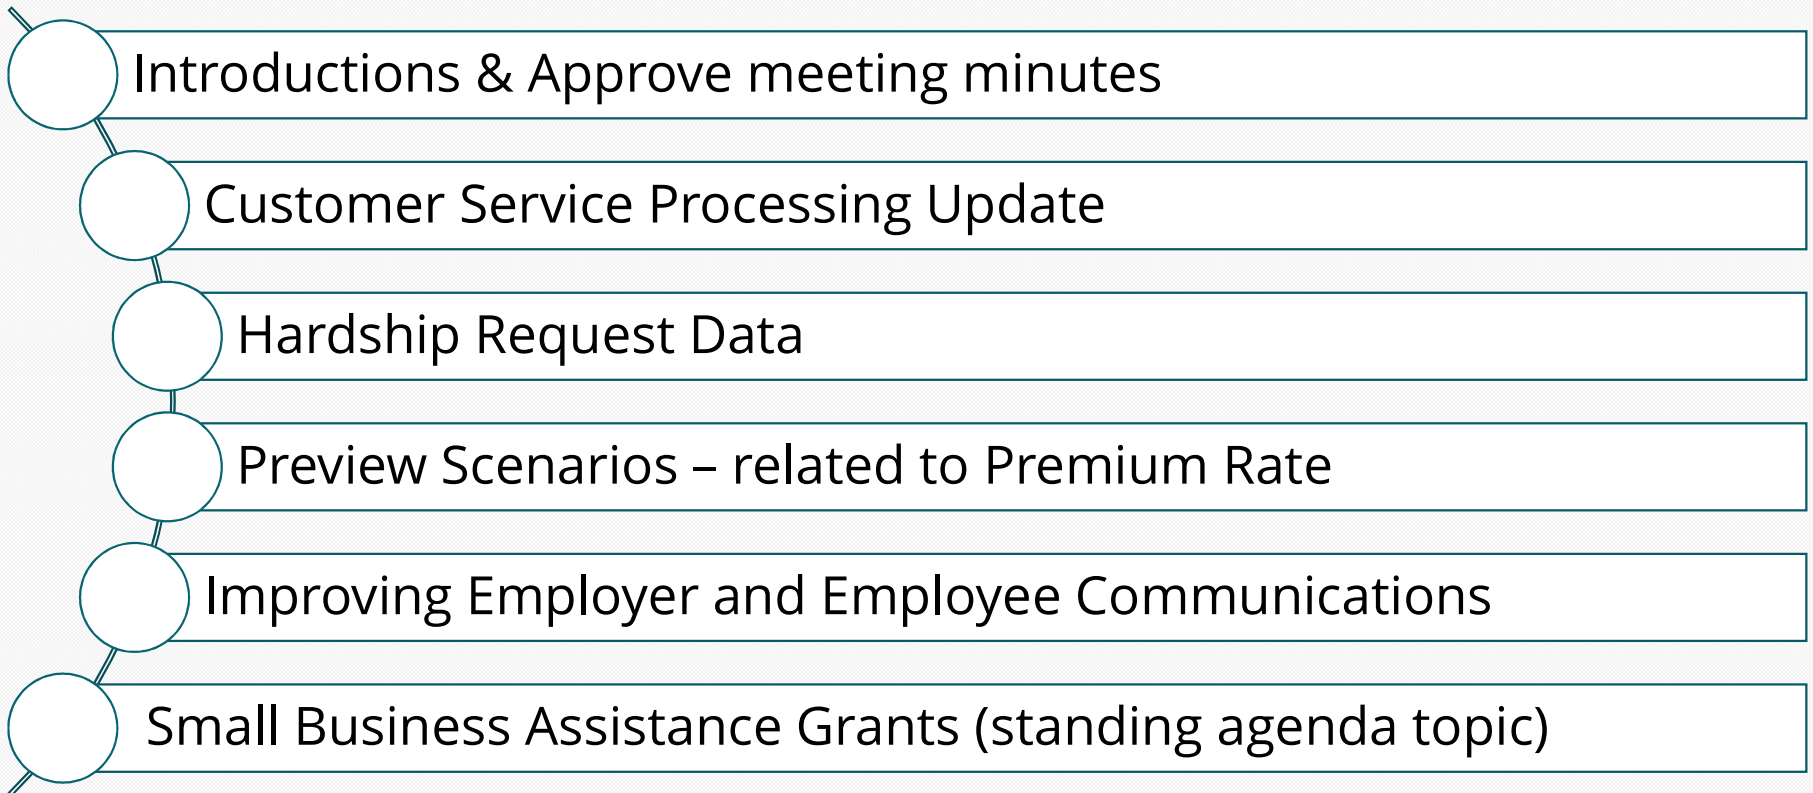 Introductions & Approve meeting minutes
Customer Service Processing Update
Hardship Request Data
Preview Scenarios – related to Premium Rate
Improving Employer and Employee Communications
Small Business Assistance Grants (standing agenda topic)